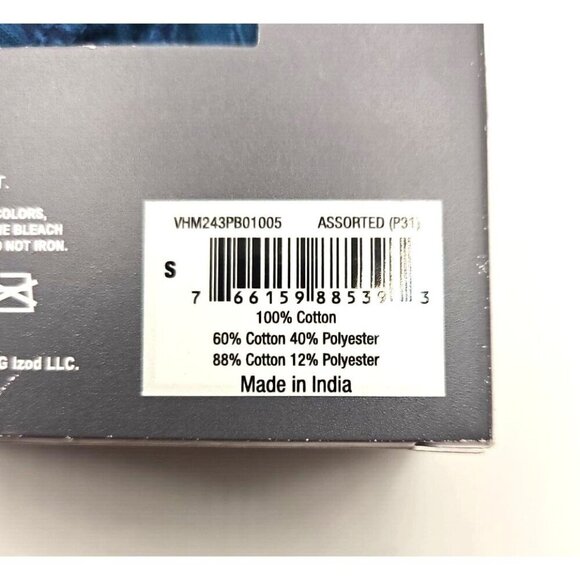 T.
COLORS,
NE BLEACH
O NOT IRON.
G Izod LLC.
VHM243PB01005 ASSORTED (P31)
S
7 66159 88539 3
100% Cotton
60% Cotton 40% Polyester
88% Cotton 12% Polyester
Made in India